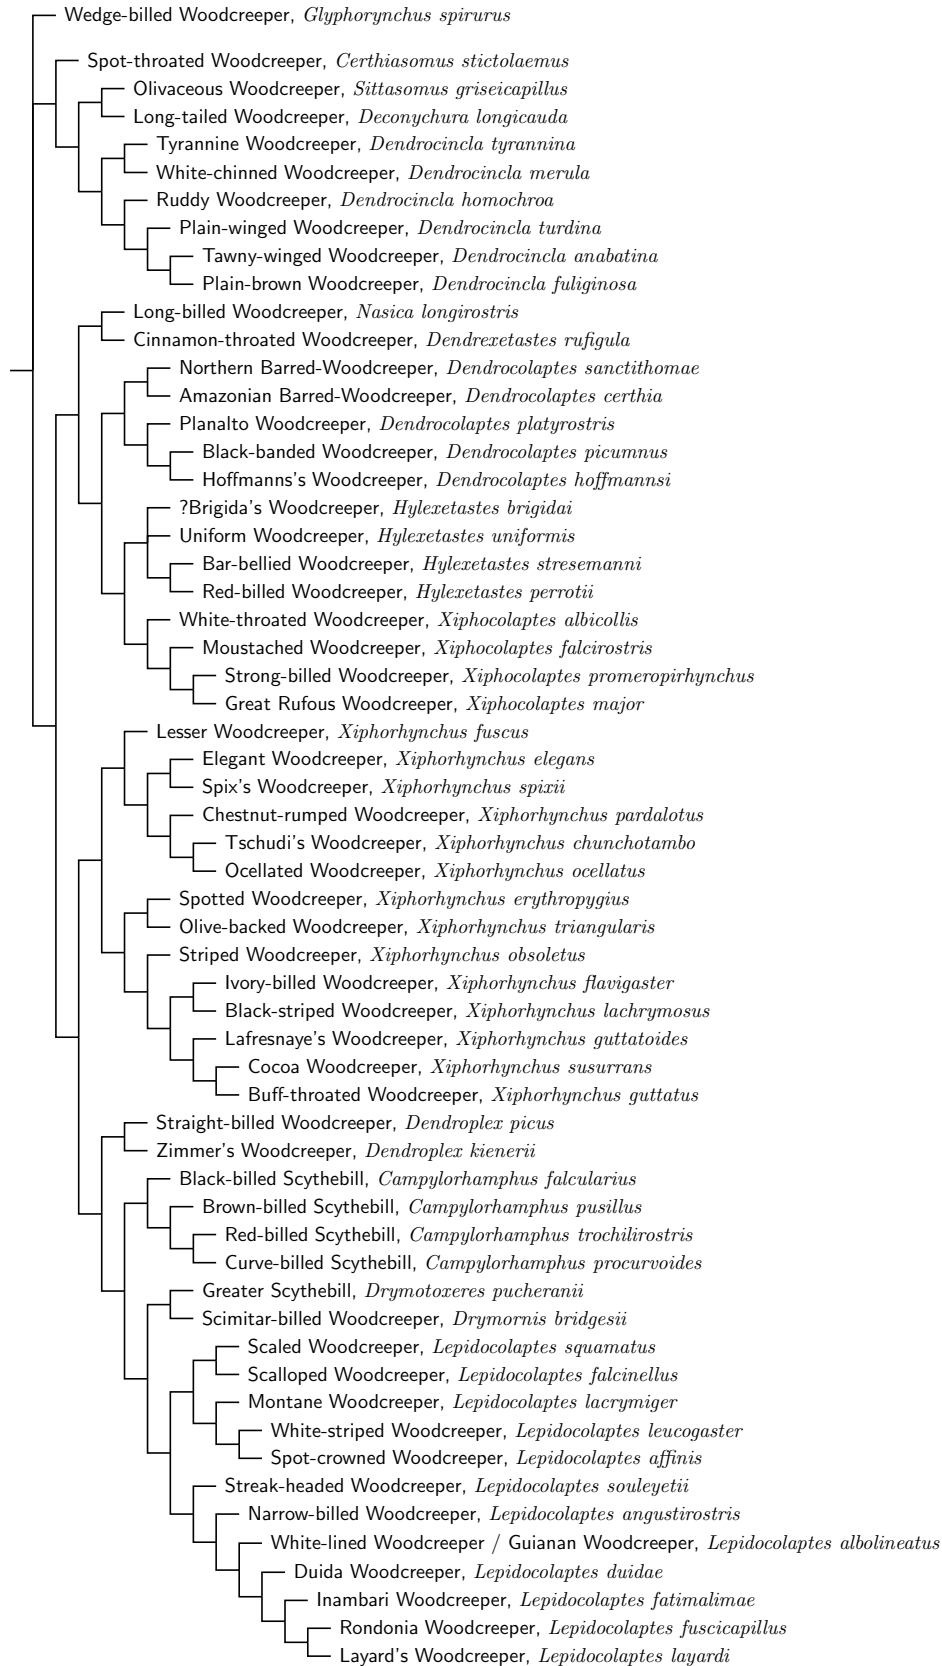 Wedge-billed Woodcreeper, Glyphorynchus spirurus
Spot-throated Woodcreeper, Certhiasomus stictolaemus
Olivaceous Woodcreeper, Sittasomus griseicapillus
Long-tailed Woodcreeper, Deconychura longicauda
Tyrannine Woodcreeper, Dendrocincla tyrannina
White-chinned Woodcreeper, Dendrocincla merula
Ruddy Woodcreeper, Dendrocincla homochroa
Plain-winged Woodcreeper, Dendrocincla turdina
Tawny-winged Woodcreeper, Dendrocincla anabatina
Plain-brown Woodcreeper, Dendrocincla fuliginosa
Long-billed Woodcreeper, Nasica longirostris
Cinnamon-throated Woodcreeper, Dendrexetastes rufigula
Northern Barred-Woodcreeper, Dendrocolaptes sanctithomae
Amazonian Barred-Woodcreeper, Dendrocolaptes certhia
Planalto Woodcreeper, Dendrocolaptes platyrostris
Black-banded Woodcreeper, Dendrocolaptes picumnus
Hoffmanns's Woodcreeper, Dendrocolaptes hoffmannsi
?Brigida's Woodcreeper, Hylexetastes brigidai
Uniform Woodcreeper, Hylexetastes uniformis
Bar-bellied Woodcreeper, Hylexetastes stresemanni
Red-billed Woodcreeper, Hylexetastes perrotii
White-throated Woodcreeper, Xiphocolaptes albicollis
Moustached Woodcreeper, Xiphocolaptes falcirostris
Strong-billed Woodcreeper, Xiphocolaptes promeropirhynchus
Great Rufous Woodcreeper, Xiphocolaptes major
Lesser Woodcreeper, Xiphorhynchus fuscus
Elegant Woodcreeper, Xiphorhynchus elegans
Spix's Woodcreeper, Xiphorhynchus spixii
Chestnut-rumped Woodcreeper, Xiphorhynchus pardalotus
Tschudi's Woodcreeper, Xiphorhynchus chunchotambo
Ocellated Woodcreeper, Xiphorhynchus ocellatus
Spotted Woodcreeper, Xiphorhynchus erythropygius
Olive-backed Woodcreeper, Xiphorhynchus triangularis
Striped Woodcreeper, Xiphorhynchus obsoletus
Ivory-billed Woodcreeper, Xiphorhynchus flavigaster
Black-striped Woodcreeper, Xiphorhynchus lachrymosus
Lafresnaye's Woodcreeper, Xiphorhynchus guttatoides
Cocoa Woodcreeper, Xiphorhynchus susurrans
Buff-throated Woodcreeper, Xiphorhynchus guttatus
Straight-billed Woodcreeper, Dendroplex picus
Zimmer's Woodcreeper, Dendroplex kienerii
Black-billed Scythebill, Campylorhamphus falcularius
Brown-billed Scythebill, Campylorhamphus pusillus
Red-billed Scythebill, Campylorhamphus trochilirostris
Curve-billed Scythebill, Campylorhamphus procurvoides
Greater Scythebill, Drymotoxeres pucheranii
Scimitar-billed Woodcreeper, Drymornis bridgesii
Scaled Woodcreeper, Lepidocolaptes squamatus
Scalloped Woodcreeper, Lepidocolaptes falcinellus
Montane Woodcreeper, Lepidocolaptes lacrymiger
White-striped Woodcreeper, Lepidocolaptes leucogaster
Spot-crowned Woodcreeper, Lepidocolaptes affinis
Streak-headed Woodcreeper, Lepidocolaptes souleyetii
Narrow-billed Woodcreeper, Lepidocolaptes angustirostris
White-lined Woodcreeper / Guianan Woodcreeper, Lepidocolaptes albolineatus
Duida Woodcreeper, Lepidocolaptes duidae
Inambari Woodcreeper, Lepidocolaptes fatimalimae
Rondonia Woodcreeper, Lepidocolaptes fuscicapillus
Layard's Woodcreeper, Lepidocolaptes layardi